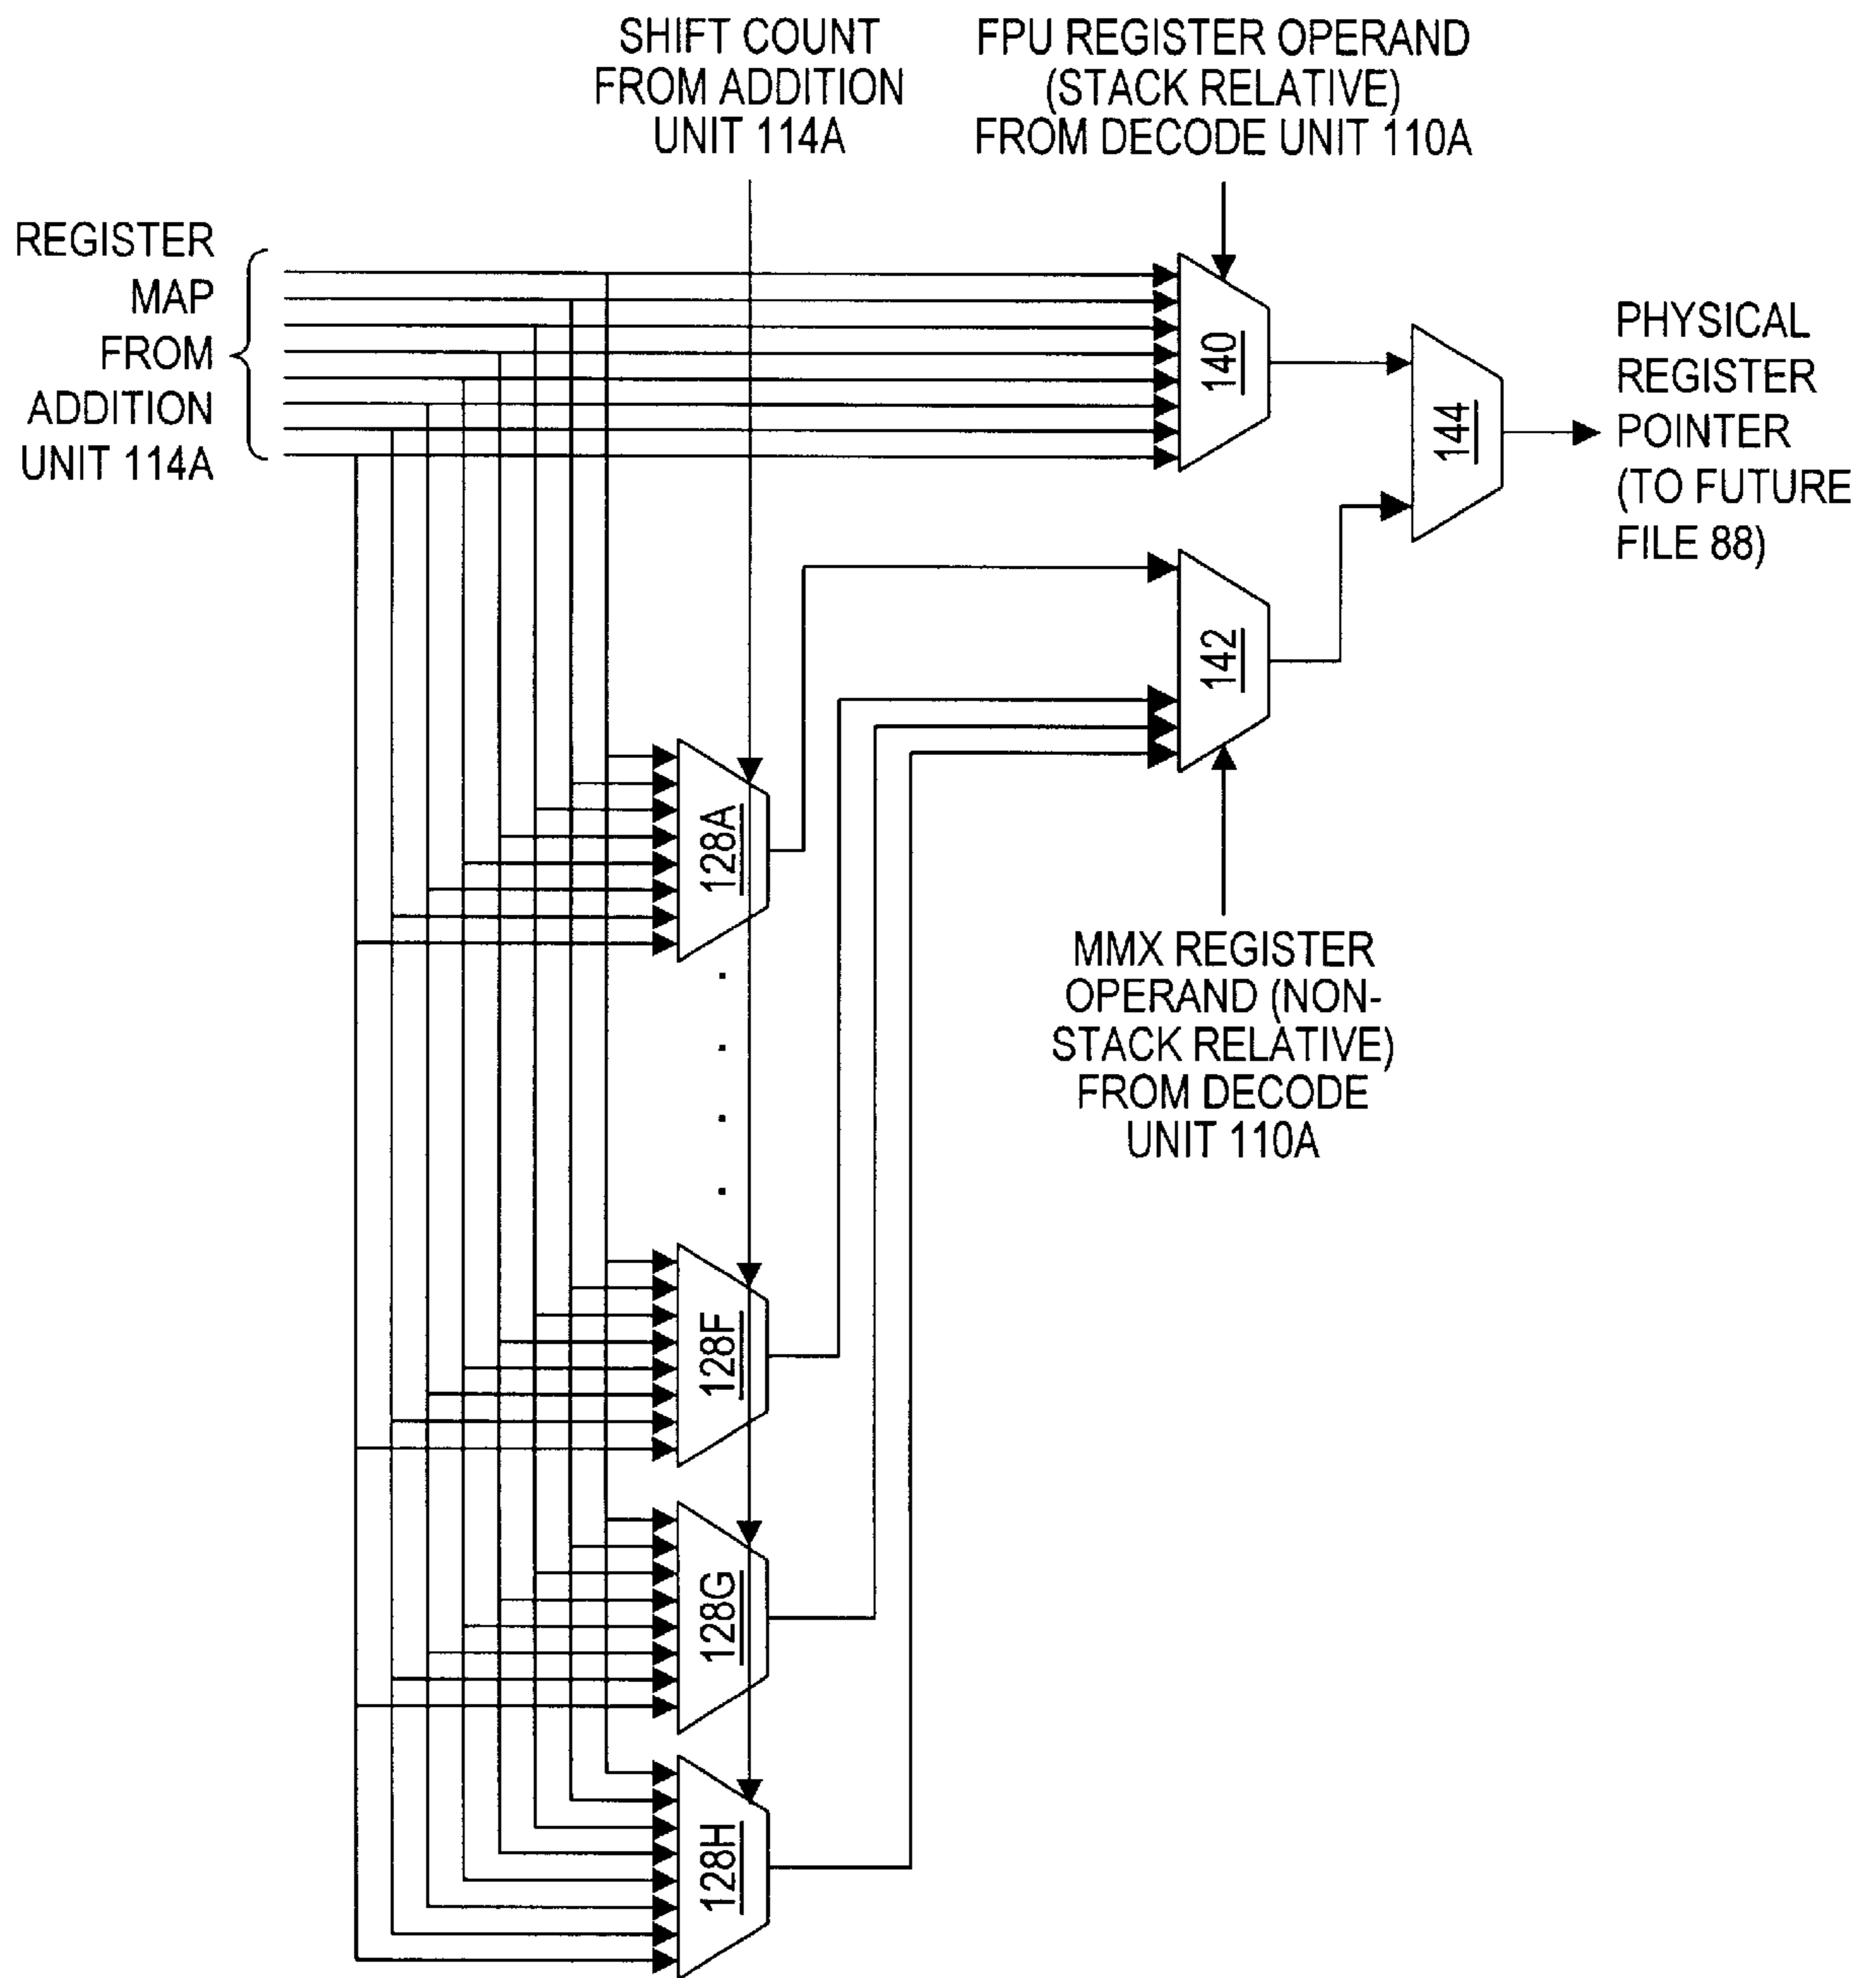 SHIFT COUNT
FROM ADDITION
UNIT 114A
FPU REGISTER OPERAND
(STACK RELATIVE)
FROM DECODE UNIT 110A
REGISTER
MAP
FROM
ADDITION
UNIT 114A
140
144
PHYSICAL
REGISTER
POINTER
(TO FUTURE
FILE 88)
142
128A
MMX REGISTER
OPERAND (NON-
STACK RELATIVE)
FROM DECODE
UNIT 110A
128F
128G
128H